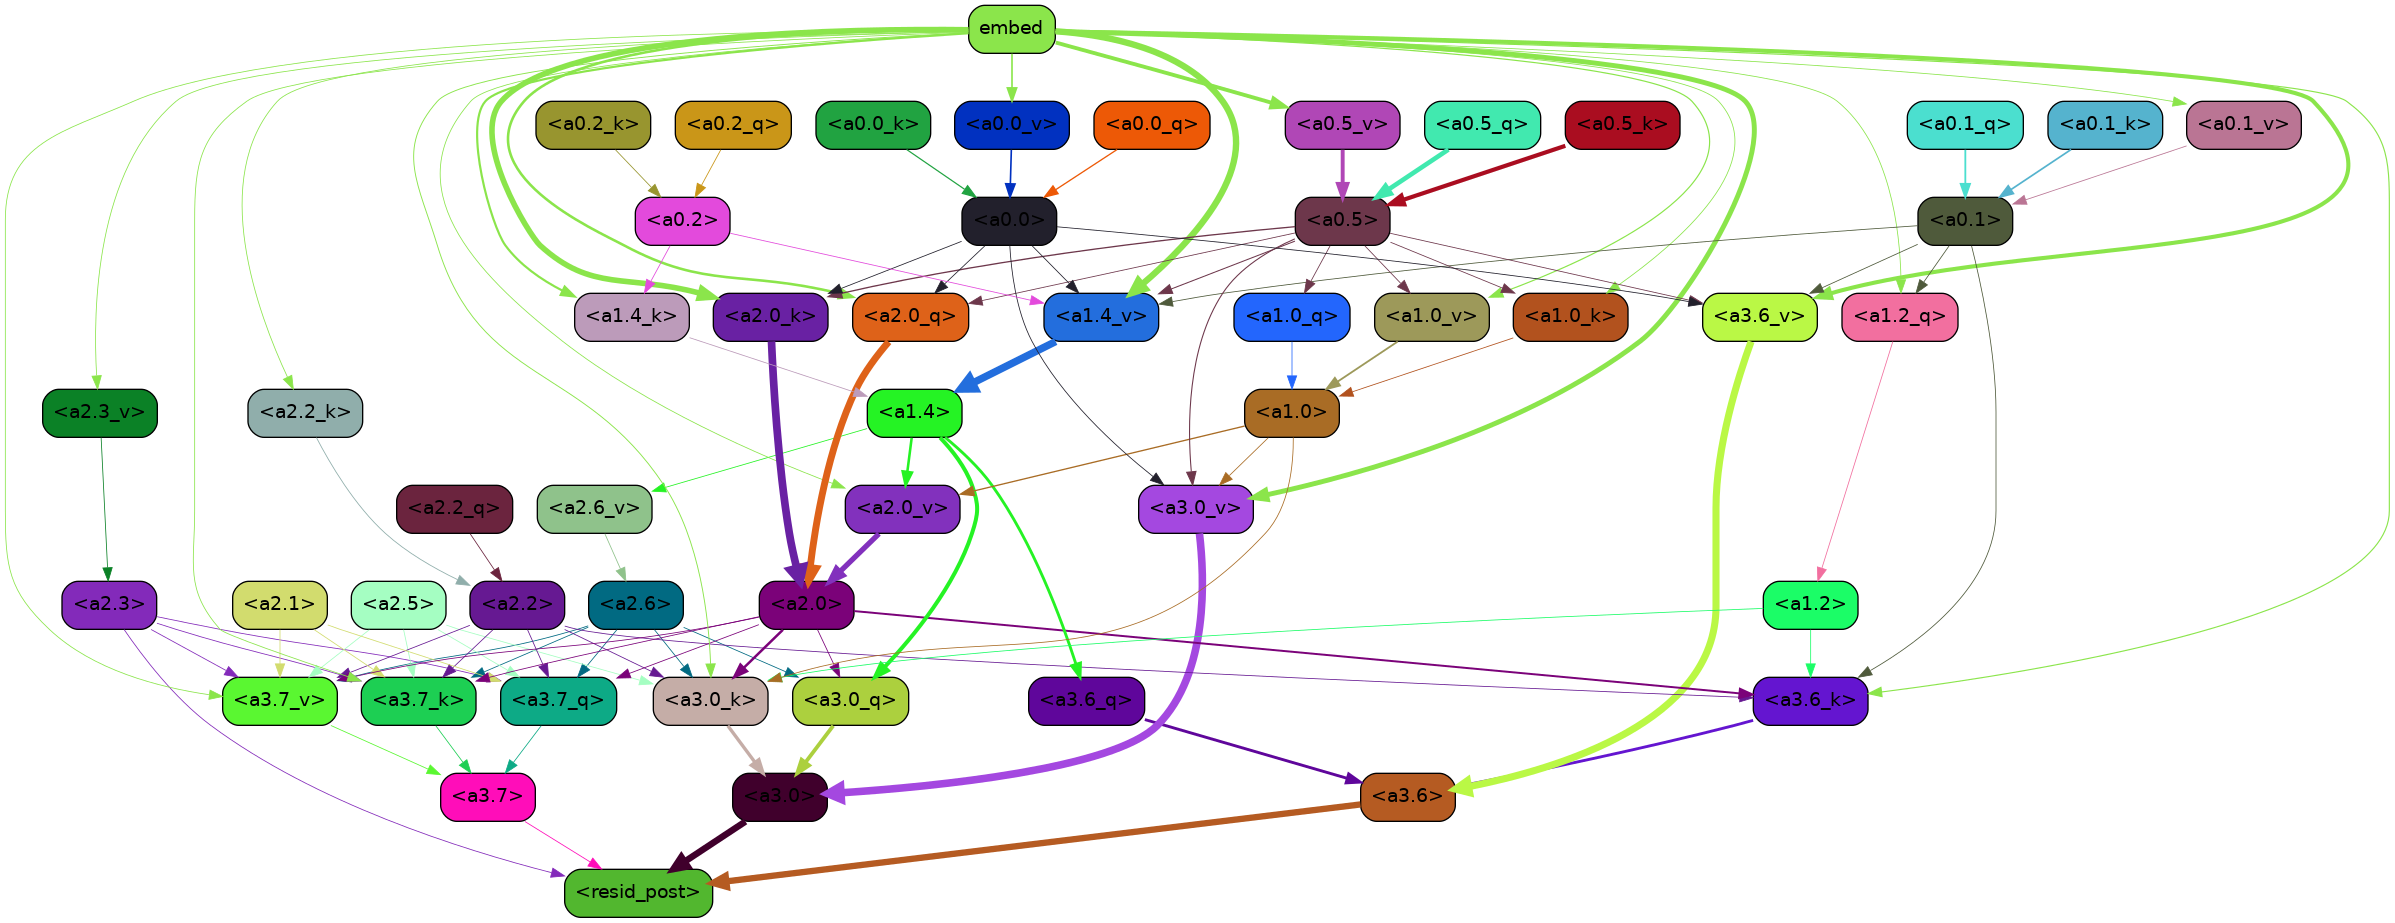 embed
<a0.2_k>
<a0.2_q>
<a0.0_k>
<a0.0_v>
<a0.0_q>
<a0.5_v>
<a0.5_q>
<a0.5_k>
<a0.1_q>
<a0.1_k>
<a0.1_v>
<a0.2>
<a0.0>
<a0.5>
<a0.1>
<a1.4_k>
<a2.0_k>
<a2.0_q>
<a1.4_v>
<a1.0_q>
<a1.0_v>
<a1.0_k>
<a3.6_v>
<a1.2_q>
<a2.3_v>
<a2.2_k>
<a1.4>
<a1.0>
<a2.2_q>
<a2.6_v>
<a2.0_v>
<a3.0_v>
<a2.3>
<a2.1>
<a2.5>
<a2.2>
<a2.6>
<a2.0>
<a1.2>
<a3.7_v>
<a3.7_k>
<a3.7_q>
<a3.0_k>
<a3.0_q>
<a3.6_q>
<a3.6_k>
<a3.7>
<a3.0>
<a3.6>
<resid_post>